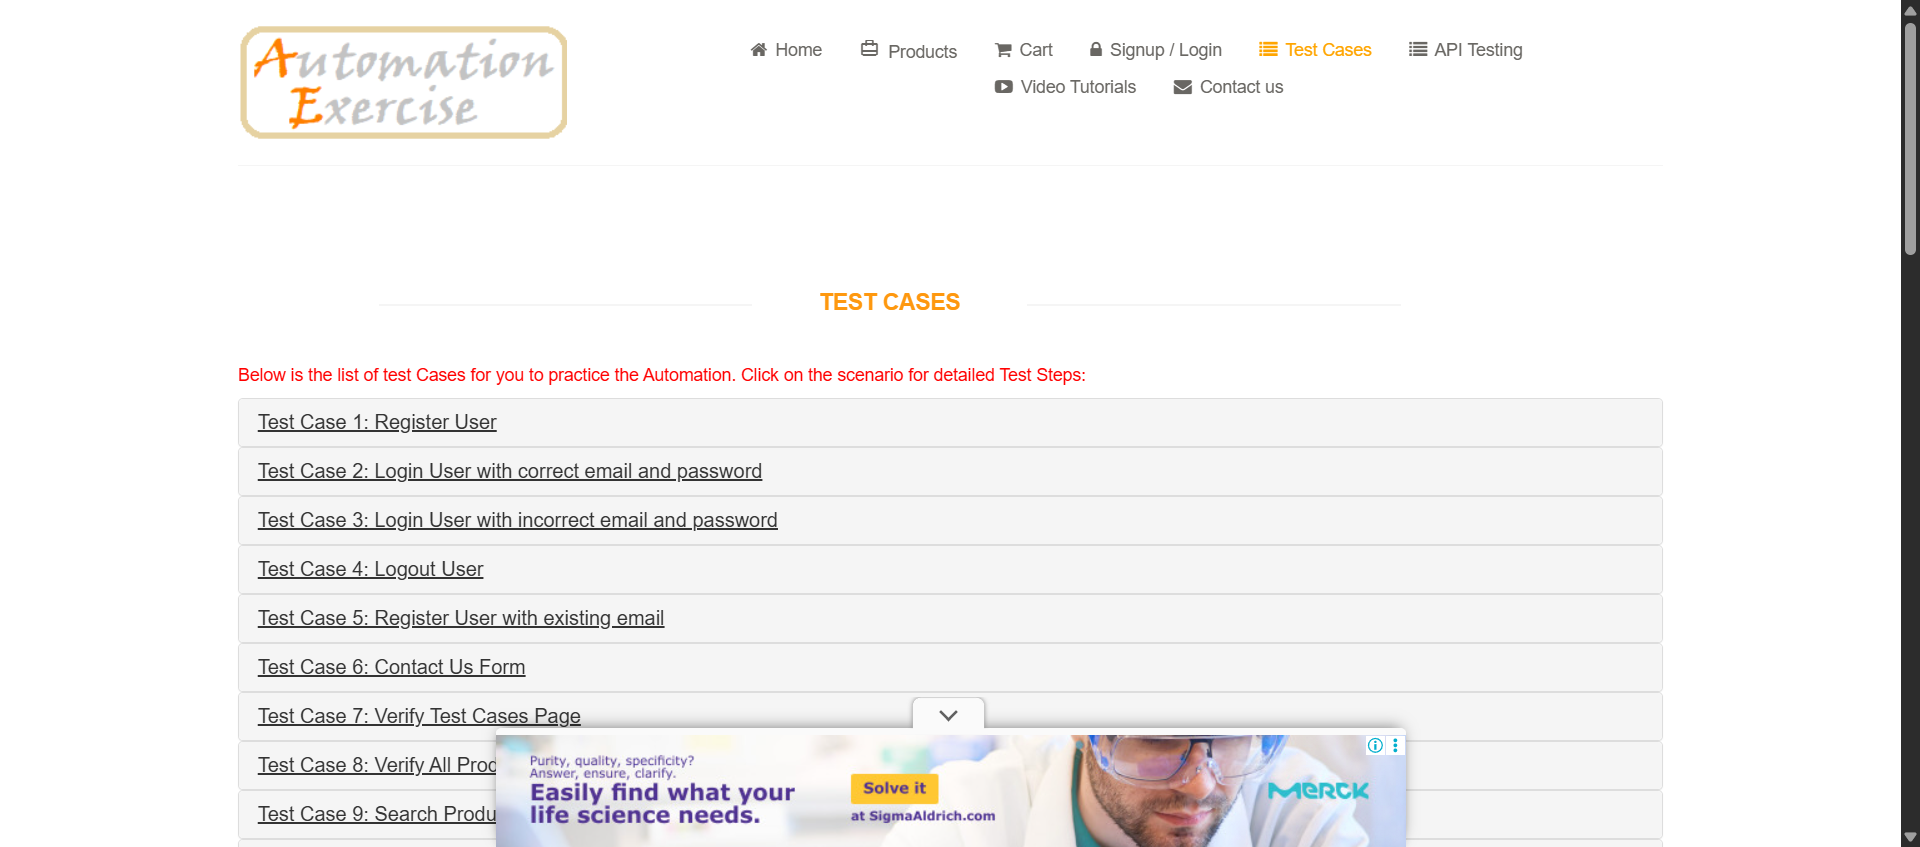 Automation
Exercise
Home
Products
Cart
Signup / Login
Test Cases
API Testing
Video Tutorials
Contact us
TEST CASES
Below is the list of test Cases for you to practice the Automation. Click on the scenario for detailed Test Steps:
Test Case 1: Register User
Test Case 2: Login User with correct email and password
Test Case 3: Login User with incorrect email and password
Test Case 4: Logout User
Test Case 5: Register User with existing email
Test Case 6: Contact Us Form
Test Case 7: Verify Test Cases Page
Test Case 8: Verify All Prod
Test Case 9: Search Produ
Purity, quality, specificity?
Answer, ensure, clarify.
Easily find what your
life science needs.
Solve it
at SigmaAldrich.com
MERCK